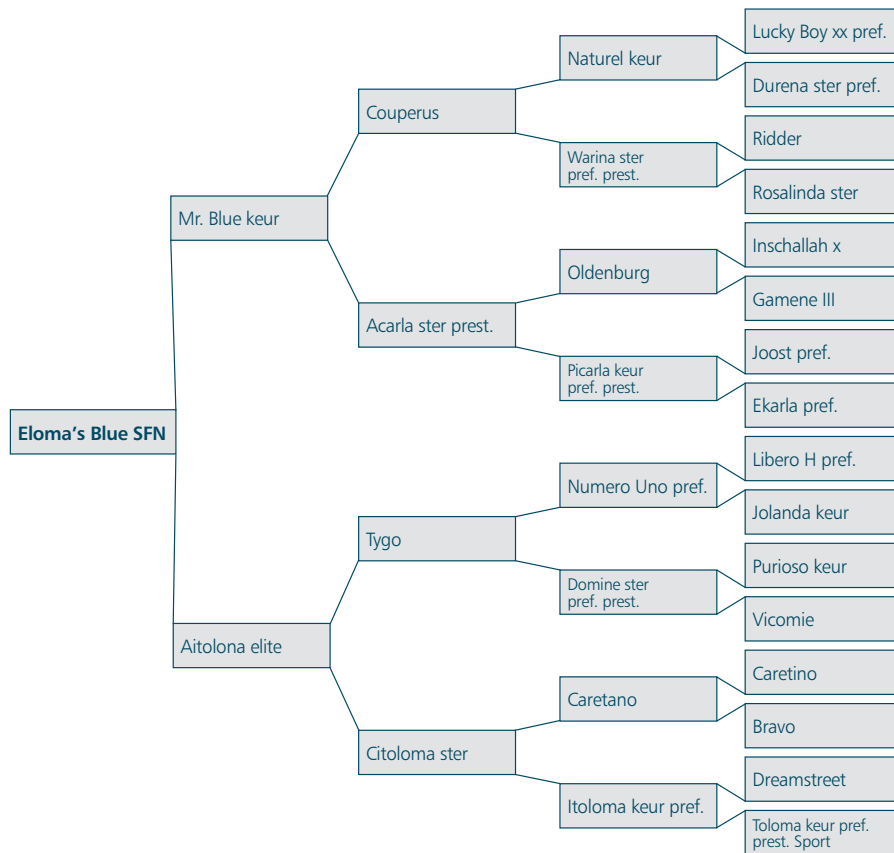 Lucky Boy xx pref.
Naturel keur
Durena ster pref.
Couperus
Ridder
Warina ster
pref. prest.
Rosalinda ster
Mr. Blue keur
Inschallah x
Oldenburg
Gamene III
Acarla ster prest.
Joost pref.
Picarla keur
pref. prest.
Ekarla pref.
Eloma's Blue SFN
Libero H pref.
Numero Uno pref.
Jolanda keur
Tygo
Purioso keur
Domine ster
pref. prest.
Vicomie
Aitolona elite
Caretino
Caretano
Bravo
Citoloma ster
Dreamstreet
Itoloma keur pref.
Toloma keur pref.
prest. Sport